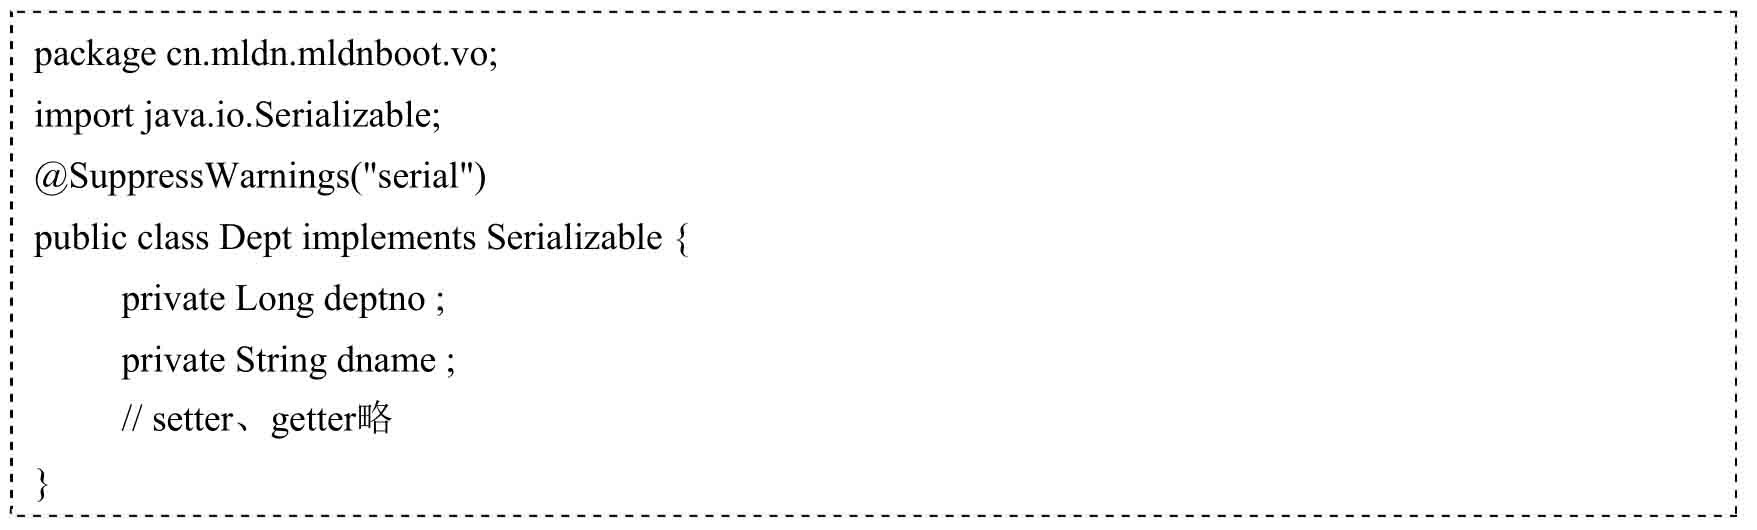 package cn.mldn.mldnboot.vo;
import java.io.Serializable;
@SuppressWarnings("serial")
public class Dept implements Serializable {
private Long deptno ;
private String dname ;
// setter、getter略
}